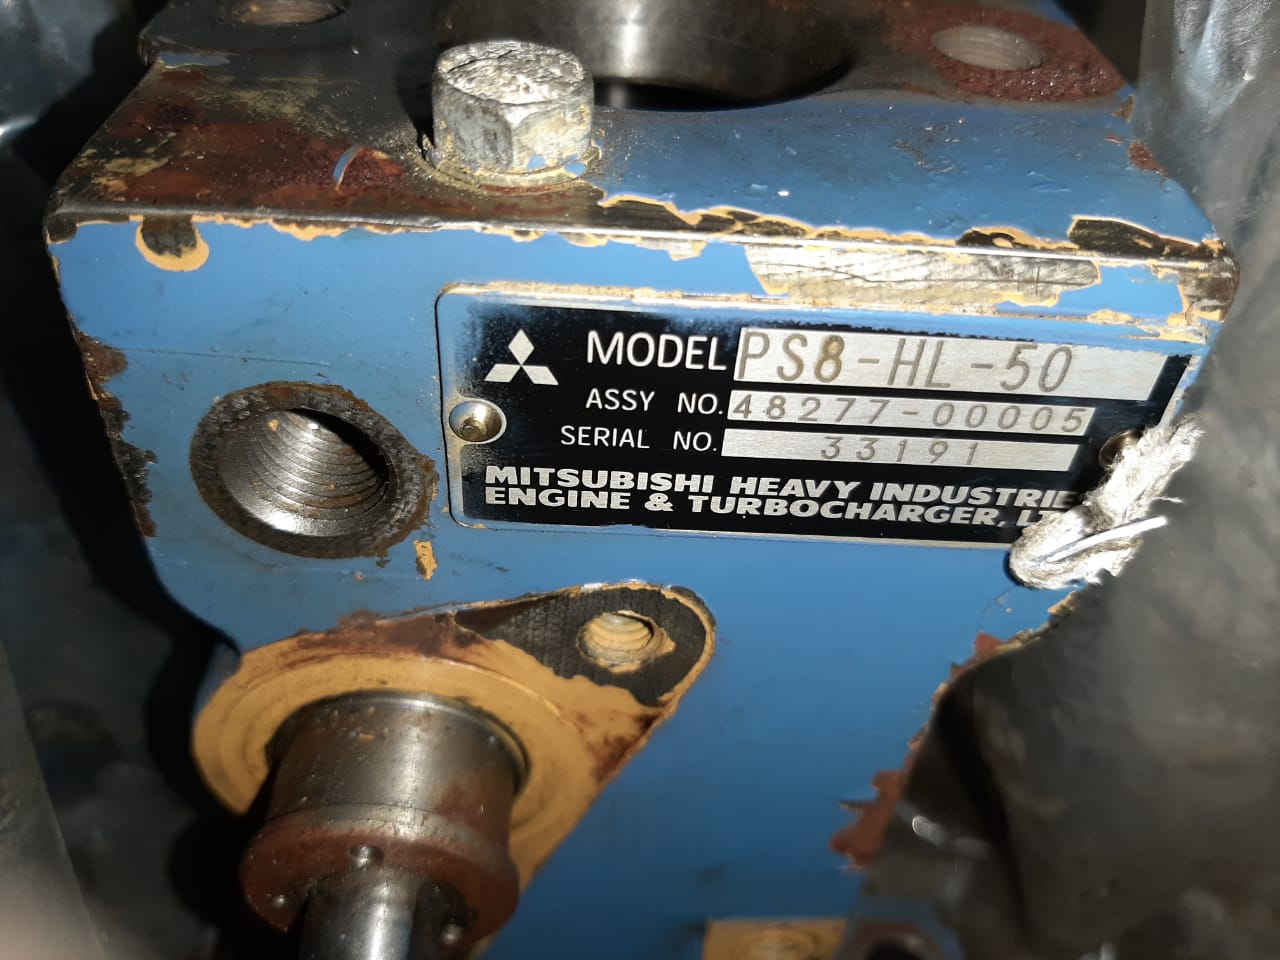 MODEL PS8-HL-50
ASSY NO. 48277-00005
SERIAL NO. 33191
MITSUBISHI HEAVY INDUSTRIE
ENGINE & TURBOCHARGER, LT